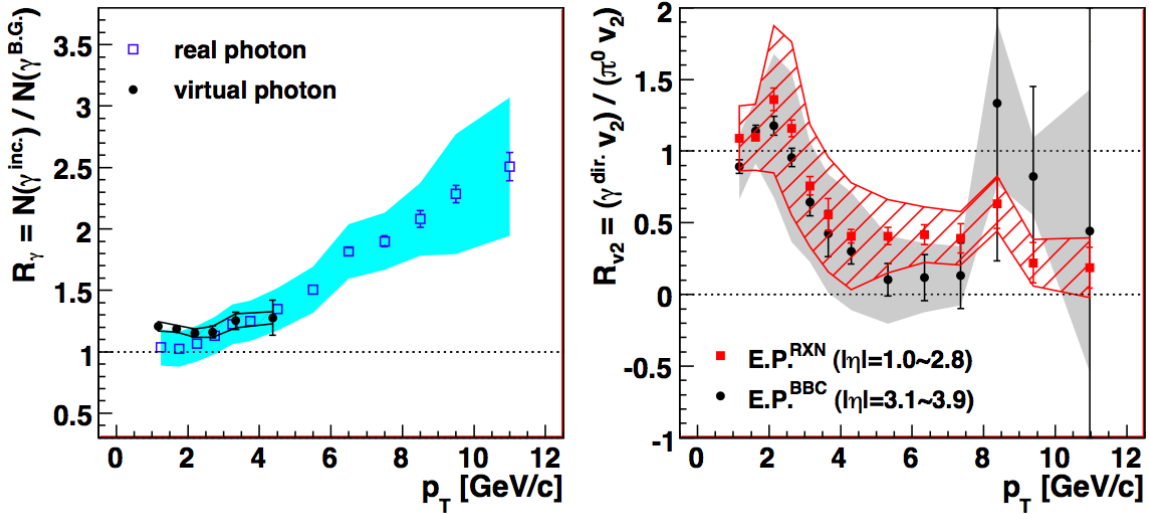 R_γ = N(γ^inc.) / N(γ^B.G.)
3.5
3
2.5
2
1.5
1
0.5
real photon
virtual photon
0 2 4 6 8 10 12
p_T [GeV/c]
R_v2 = (γ^dir. v_2) / (π^0 v_2)
2
1.5
1
0.5
0
-0.5
-1
E.P.^RXN (|η|=1.0~2.8)
E.P.^BBC (|η|=3.1~3.9)
0 2 4 6 8 10 12
p_T [GeV/c]